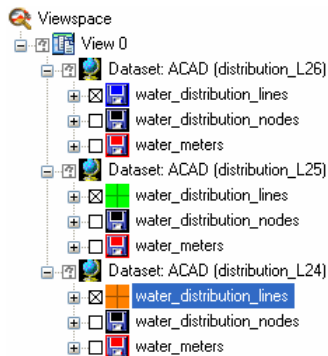 Viewspace
View 0
Dataset: ACAD (distribution_L26)
water_distribution_lines
water_distribution_nodes
water_meters
Dataset: ACAD (distribution_L25)
water_distribution_lines
water_distribution_nodes
water_meters
Dataset: ACAD (distribution_L24)
water_distribution_lines
water_distribution_nodes
water_meters